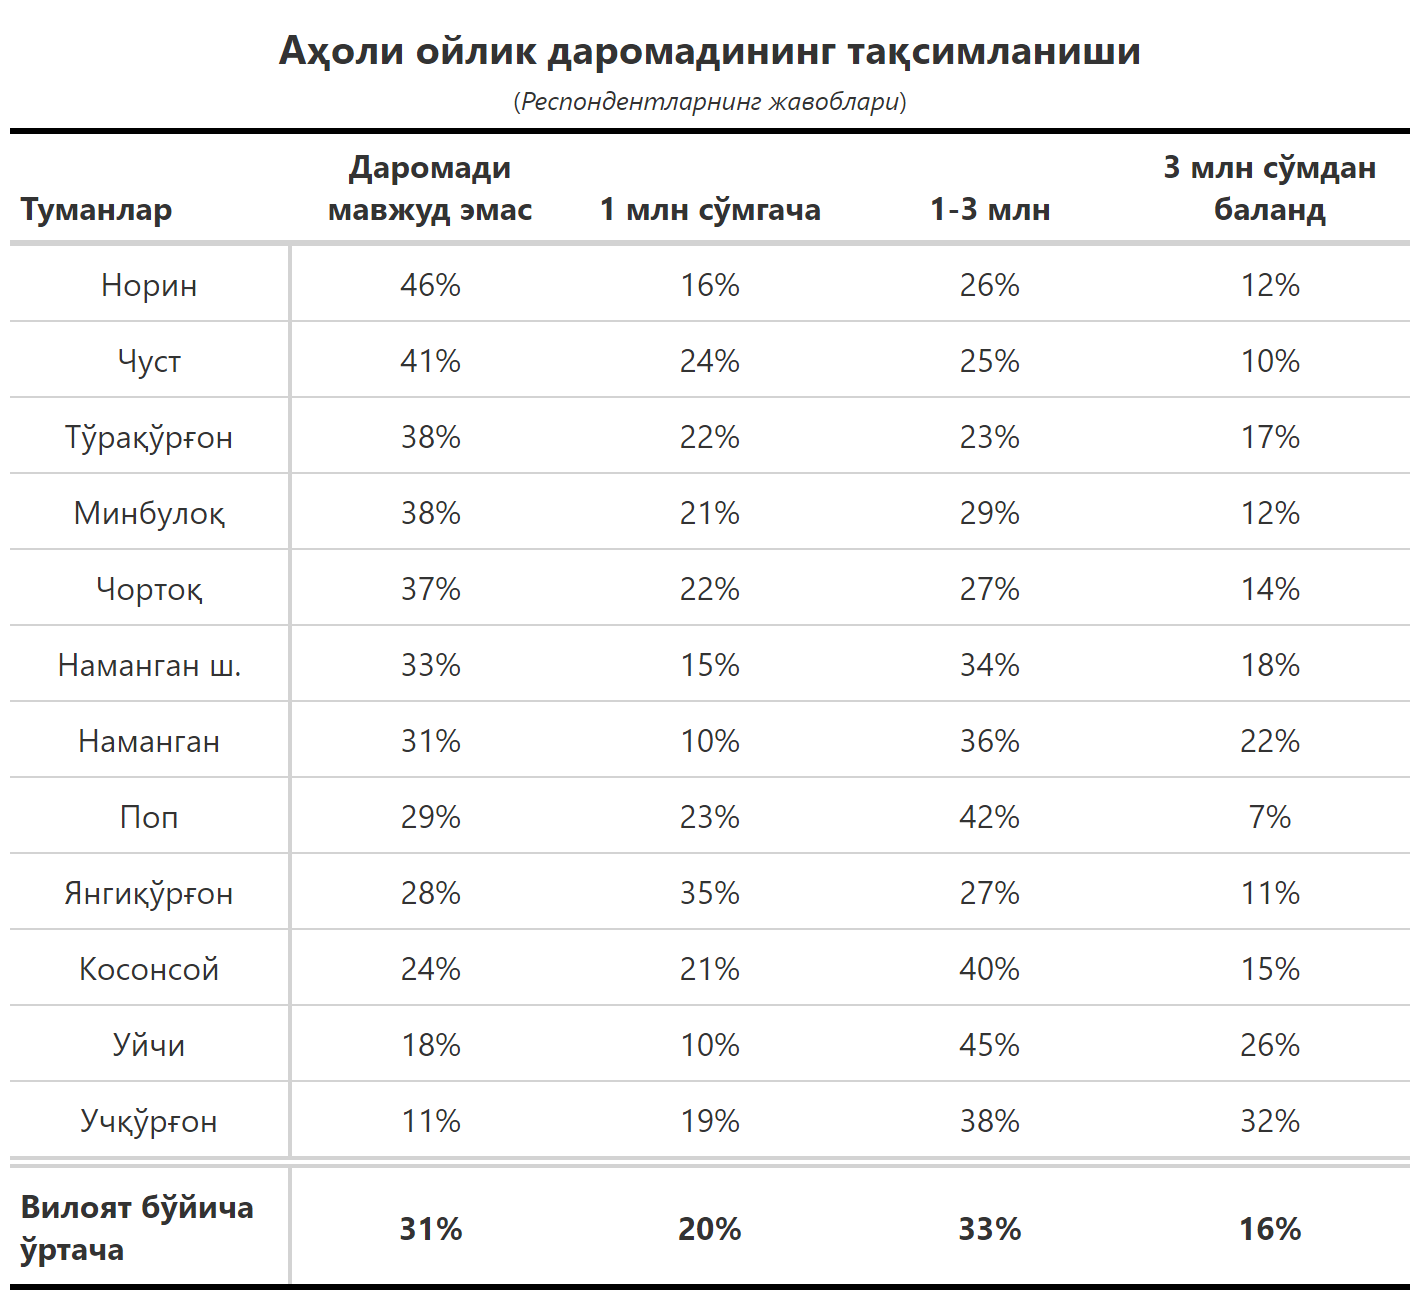 Аҳоли ойлик даромадининг тақсимланиши
(Респондентларнинг жавоблари)
Туманлар Даромади мавжуд эмас 1 млн сўмгача 1-3 млн 3 млн сўмдан баланд
Норин 46% 16% 26% 12%
Чуст 41% 24% 25% 10%
Тўрақўрғон 38% 22% 23% 17%
Минбулоқ 38% 21% 29% 12%
Чортоқ 37% 22% 27% 14%
Наманган ш. 33% 15% 34% 18%
Наманган 31% 10% 36% 22%
Поп 29% 23% 42% 7%
Янгиқўрғон 28% 35% 27% 11%
Косонсой 24% 21% 40% 15%
Уйчи 18% 10% 45% 26%
Учқўрғон 11% 19% 38% 32%
Вилоят бўйича ўртача 31% 20% 33% 16%